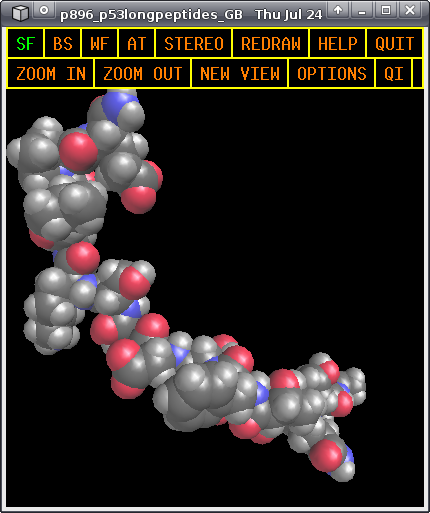 p896_p53longpeptides_GB Thu Jul 24
SF BS WF AT STEREO REDRAW HELP QUIT
ZOOM IN ZOOM OUT NEW VIEW OPTIONS QI